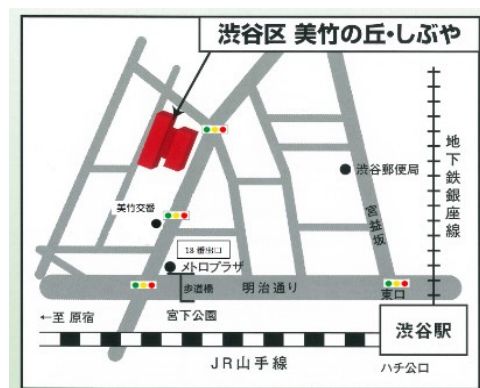 渋谷区 美竹の丘・しぶや
地下鉄銀座線
渋谷郵便局
宮益坂
美竹交番
13番出口
メトロプラザ
歩道橋
明治通り
東口
←至 原宿
宮下公園
渋谷駅
JR山手線
ハチ公口